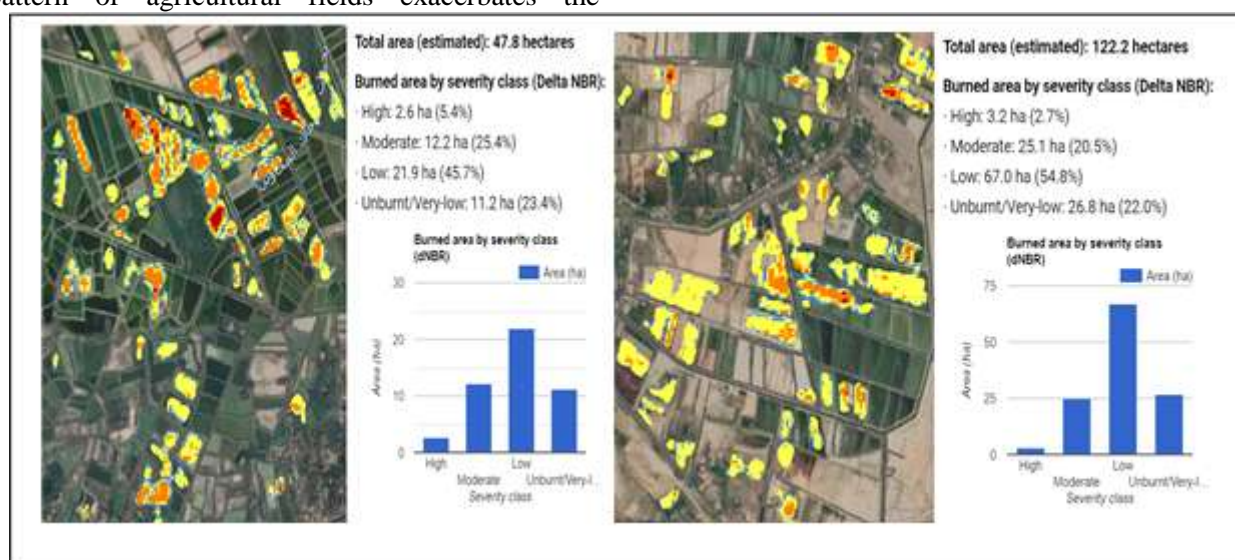 pattern of agricultural fields exacerbates the
Total area (estimated): 47.8 hectares
Burned area by severity class (Delta NBR):
· High: 2.6 ha (5.4%)
· Moderate: 12.2 ha (25.4%)
· Low: 21.9 ha (45.7%)
· Unburnt/Very-low: 11.2 ha (23.4%)
Burned area by severity class
(dNBR)
Area (ha)
30
20
10
0
Area (ha)
High
Moderate
Low
Unburnt/Very-l...
Severity class
Total area (estimated): 122.2 hectares
Burned area by severity class (Delta NBR):
· High: 3.2 ha (2.7%)
· Moderate: 25.1 ha (20.5%)
· Low: 67.0 ha (54.8%)
· Unburnt/Very-low: 26.8 ha (22.0%)
Burned area by severity class
(dNBR)
Area (ha)
75
50
25
0
Area (ha)
High
Moderate
Low
Unburnt/Very-l...
Severity class